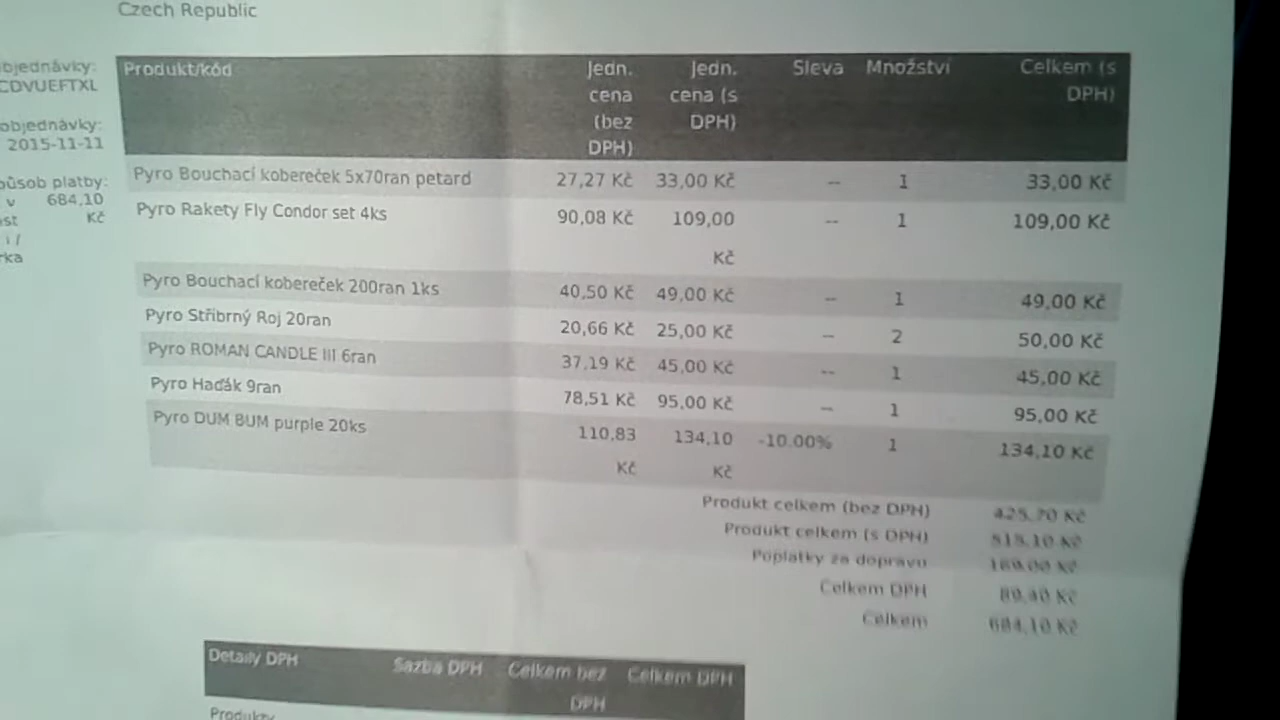 Czech Republic
objednávky:
CDVUEFTXL
objednávky:
2015-11-11
působ platby:
v 684,10
st Kč
i /
rka
Produkt/kód Jedn. cena (bez DPH) Jedn. cena (s DPH) Sleva Množství Celkem (s DPH)
Pyro Bouchací kobereček 5x70ran petard 27,27 Kč 33,00 Kč -- 1 33,00 Kč
Pyro Rakety Fly Condor set 4ks 90,08 Kč 109,00 Kč -- 1 109,00 Kč
Pyro Bouchací kobereček 200ran 1ks 40,50 Kč 49,00 Kč -- 1 49,00 Kč
Pyro Stříbrný Roj 20ran 20,66 Kč 25,00 Kč -- 2 50,00 Kč
Pyro ROMAN CANDLE III 6ran 37,19 Kč 45,00 Kč -- 1 45,00 Kč
Pyro Haďák 9ran 78,51 Kč 95,00 Kč -- 1 95,00 Kč
Pyro DUM BUM purple 20ks 110,83 Kč 134,10 Kč -10.00% 1 134,10 Kč
Produkt celkem (bez DPH) 425,70 Kč
Produkt celkem (s DPH) 515,10 Kč
Poplatky za dopravu 169,00 Kč
Celkem DPH 89,40 Kč
Celkem 684,10 Kč
Detaily DPH Sazba DPH Celkem bez DPH Celkem DPH
Produkty